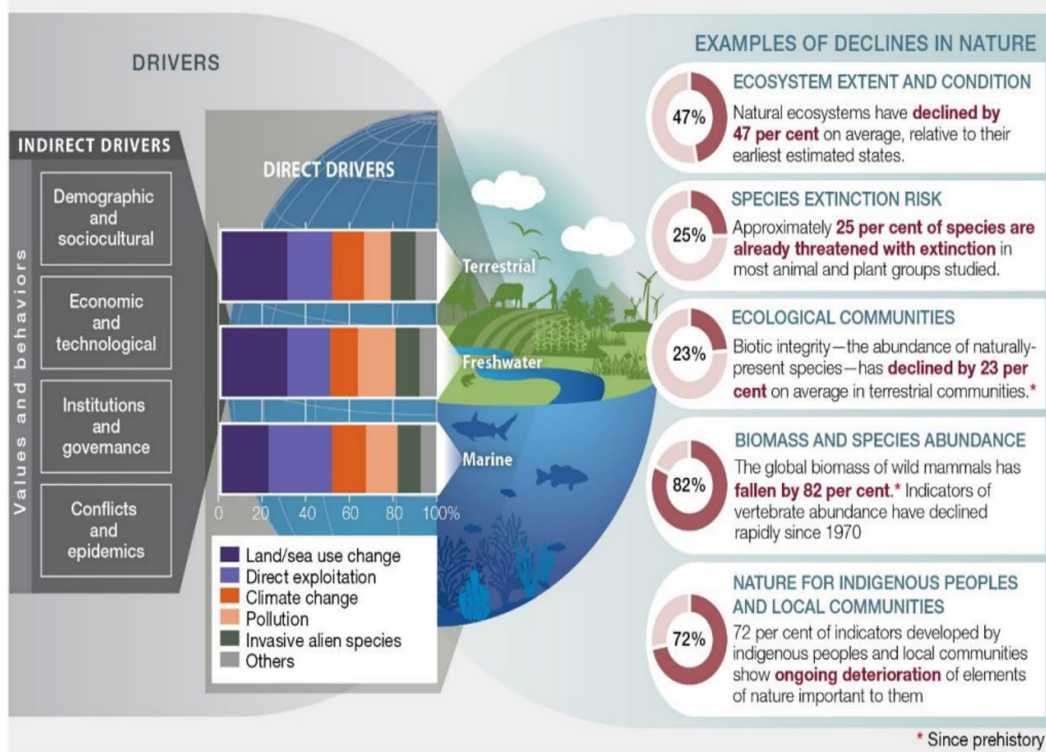 DRIVERS
INDIRECT DRIVERS
Values and behaviors
Demographic
and
sociocultural
Economic
and
technological
Institutions
and
governance
Conflicts
and
epidemics
DIRECT DRIVERS
Terrestrial
Freshwater
Marine
0 20 40 60 80 100%
Land/sea use change
Direct exploitation
Climate change
Pollution
Invasive alien species
Others
EXAMPLES OF DECLINES IN NATURE
47%
ECOSYSTEM EXTENT AND CONDITION
Natural ecosystems have declined by
47 per cent on average, relative to their
earliest estimated states.
25%
SPECIES EXTINCTION RISK
Approximately 25 per cent of species are
already threatened with extinction in
most animal and plant groups studied.
23%
ECOLOGICAL COMMUNITIES
Biotic integrity—the abundance of naturally-
present species—has declined by 23 per
cent on average in terrestrial communities.*
82%
BIOMASS AND SPECIES ABUNDANCE
The global biomass of wild mammals has
fallen by 82 per cent.* Indicators of
vertebrate abundance have declined
rapidly since 1970
72%
NATURE FOR INDIGENOUS PEOPLES
AND LOCAL COMMUNITIES
72 per cent of indicators developed by
indigenous peoples and local communities
show ongoing deterioration of elements
of nature important to them
* Since prehistory